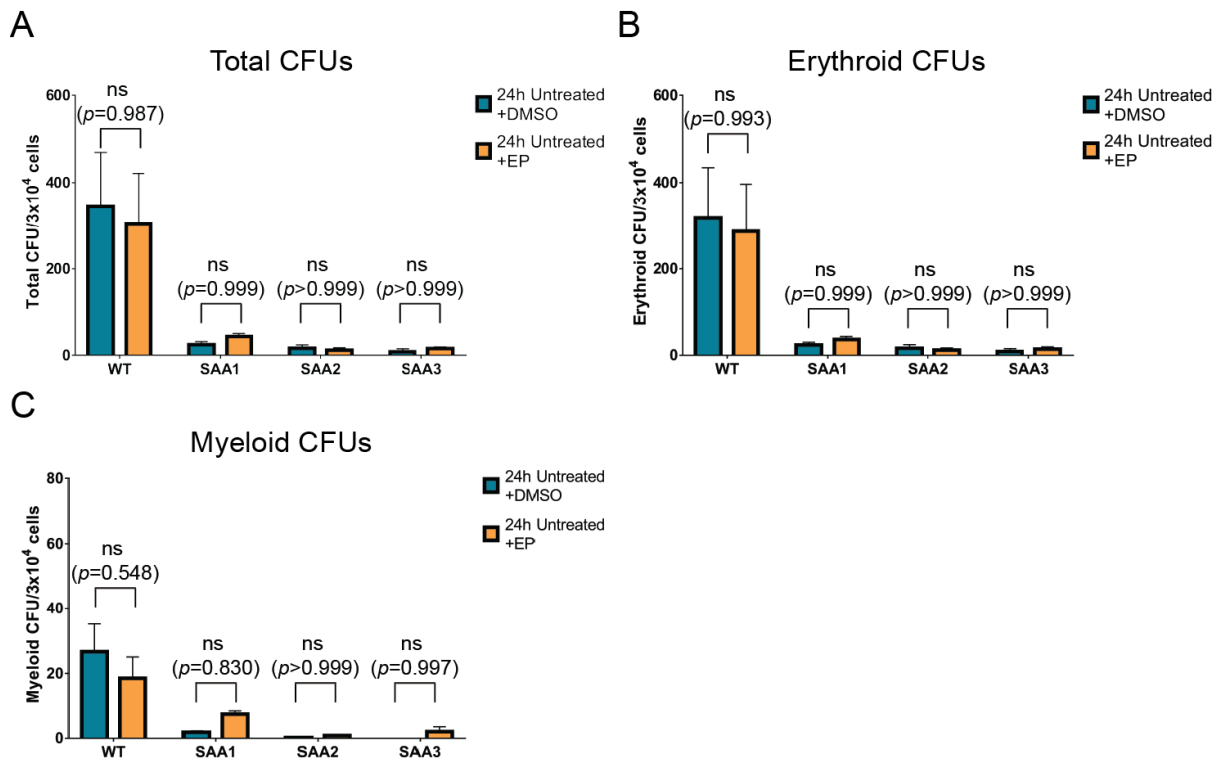 A
Total CFUs
Total CFU/3x10⁴ cells
600
400
200
0
ns
(p=0.987)
ns
(p=0.999)
ns
(p>0.999)
ns
(p>0.999)
WT
SAA1
SAA2
SAA3
24h Untreated
+DMSO
24h Untreated
+EP
B
Erythroid CFUs
Erythroid CFU/3x10⁴ cells
600
400
200
0
ns
(p=0.993)
ns
(p=0.999)
ns
(p>0.999)
ns
(p>0.999)
WT
SAA1
SAA2
SAA3
24h Untreated
+DMSO
24h Untreated
+EP
C
Myeloid CFUs
Myeloid CFU/3x10⁴ cells
80
60
40
20
0
ns
(p=0.548)
ns
(p=0.830)
ns
(p>0.999)
ns
(p=0.997)
WT
SAA1
SAA2
SAA3
24h Untreated
+DMSO
24h Untreated
+EP